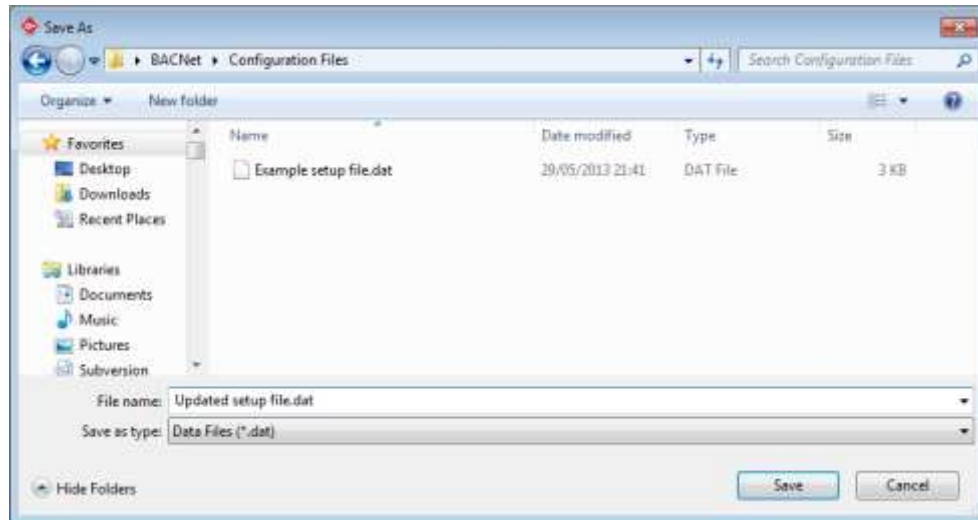 Save As
BACNet Configuration Files Search Configuration Files
Organize New folder
Name Date modified Type Size
Favorites
Example setup file.dat 29/05/2013 21:41 DAT File 3 KB
Desktop
Downloads
Recent Places
Libraries
Documents
Music
Pictures
Subversion
File name: Updated setup file.dat
Save as type: Data Files (*.dat)
Hide Folders Save Cancel